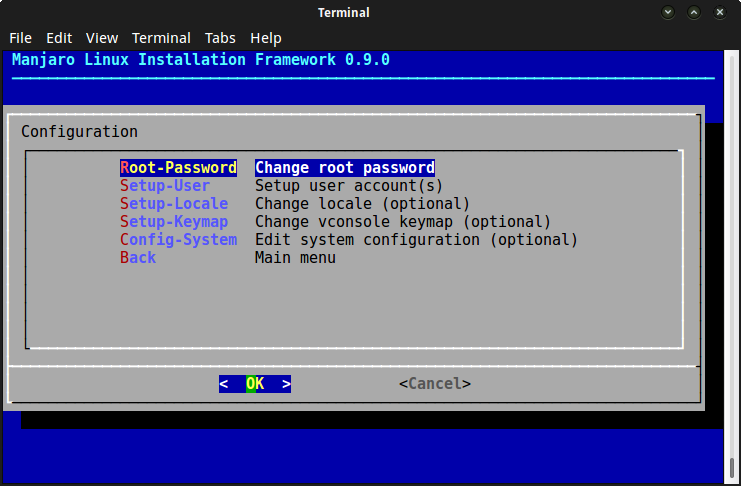 Terminal
File Edit View Terminal Tabs Help
Manjaro Linux Installation Framework 0.9.0
Configuration
Root-Password Change root password
Setup-User Setup user account(s)
Setup-Locale Change locale (optional)
Setup-Keymap Change vconsole keymap (optional)
Config-System Edit system configuration (optional)
Back Main menu
< OK > <Cancel>